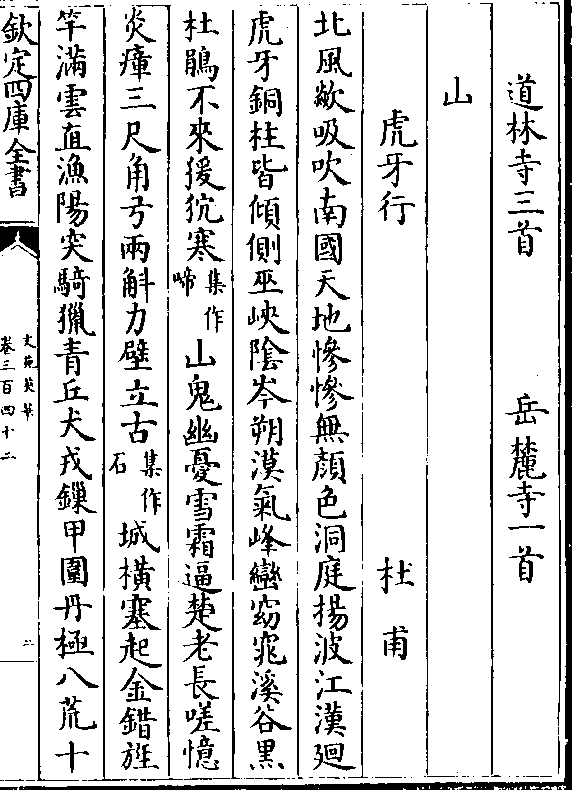 道林寺三首　岳麓寺一首
山
虎牙行　杜甫
北風歘吸吹南國天地慘慘無顏色洞庭揚波江漢廻
虎牙銅柱皆傾側巫峽陰岑朔漠氣峰巒窈窕溪谷黒
杜鵑不來猨狖寒集作啼山鬼幽憂雪霜逼楚老長嗟憶
炎瘴三尺角弓兩斛力壁立古集作石城橫塞起金錯旌
竿滿雲直漁陽突騎獵青丘犬戎鏁甲圍丹極八荒十
欽定四庫全書
文苑英華
卷三百四十二
二